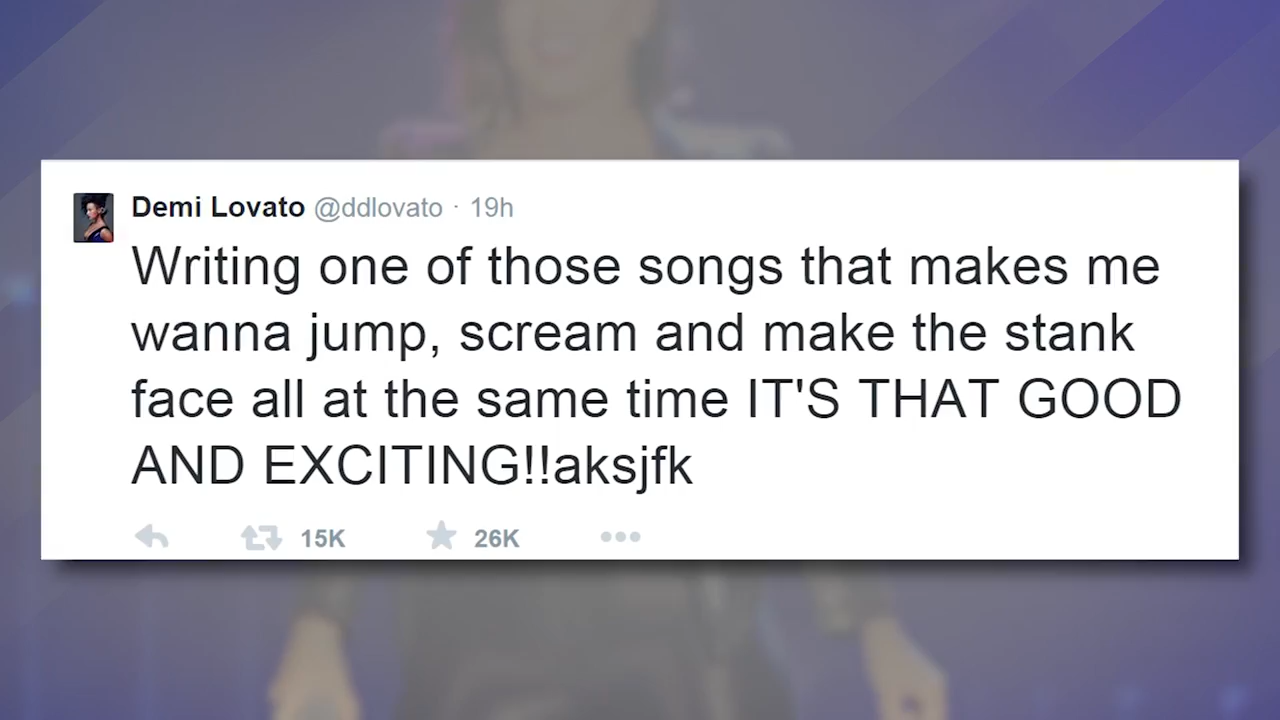 Demi Lovato @ddlovato · 19h
Writing one of those songs that makes me
wanna jump, scream and make the stank
face all at the same time IT'S THAT GOOD
AND EXCITING!!aksjfk
15K 26K